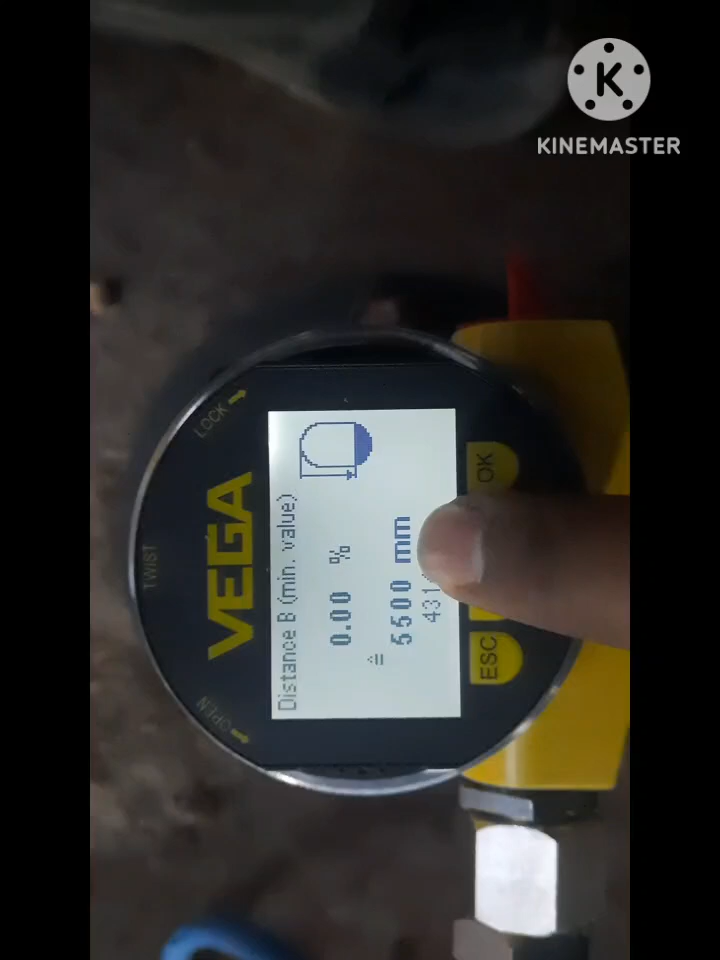 KINEMASTER
OPEN
TWIST
LOCK
VEGA
Distance B (min. value)
0.00 %
≙
5500 mm
ESC
OK